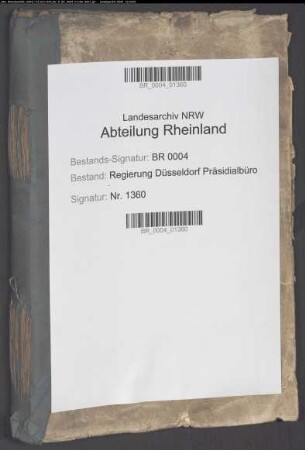 BR_0004_01360
Landesarchiv NRW
Abteilung Rheinland
Bestands-Signatur: BR 0004
Bestand: Regierung Düsseldorf Präsidialbüro
Signatur: Nr. 1360
BR_0004_01360